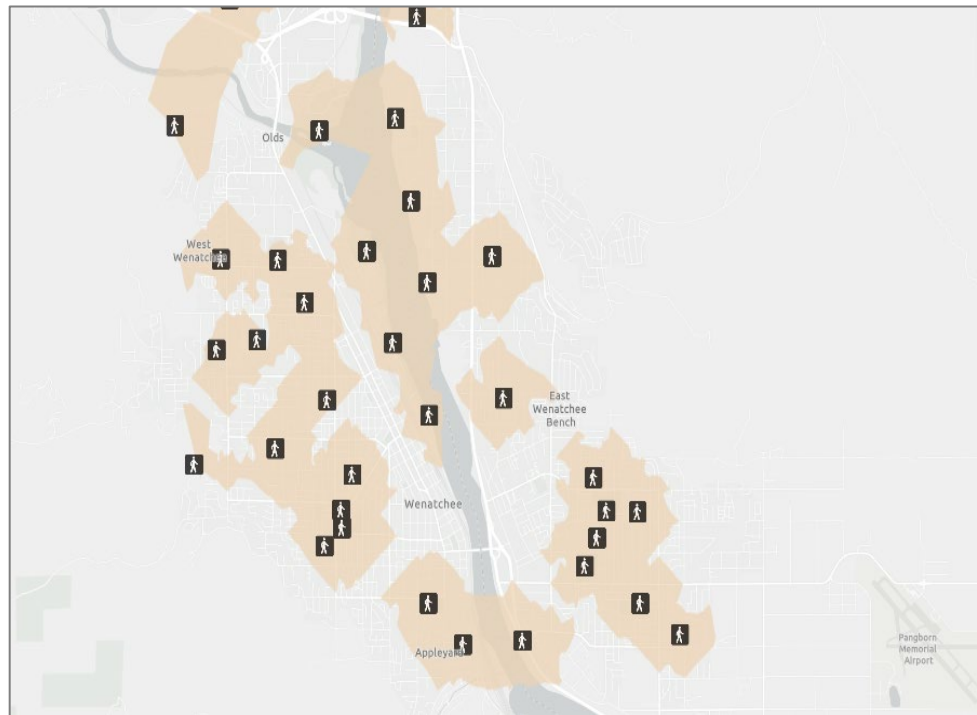 Olds
West
Wenatchee
East
Wenatchee
Bench
Wenatchee
Appleyard
Pangborn
Memorial
Airport